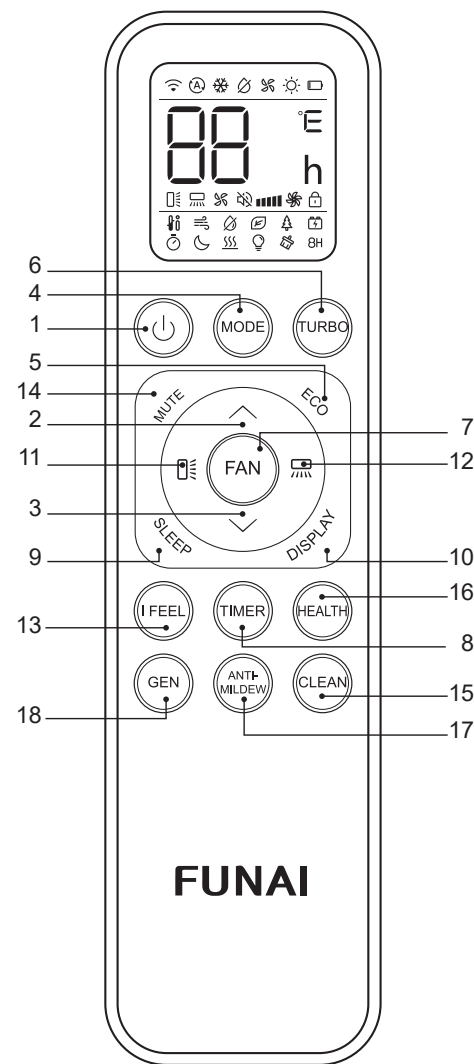 88 °E
h
8H
6
4 MODE TURBO
1
5
14 MUTE ECO
2
7
11 FAN 12
3
9 SLEEP DISPLAY 10
16
I FEEL TIMER HEALTH
13 8
GEN ANTI-
MILDEW CLEAN 15
18 17
FUNAI